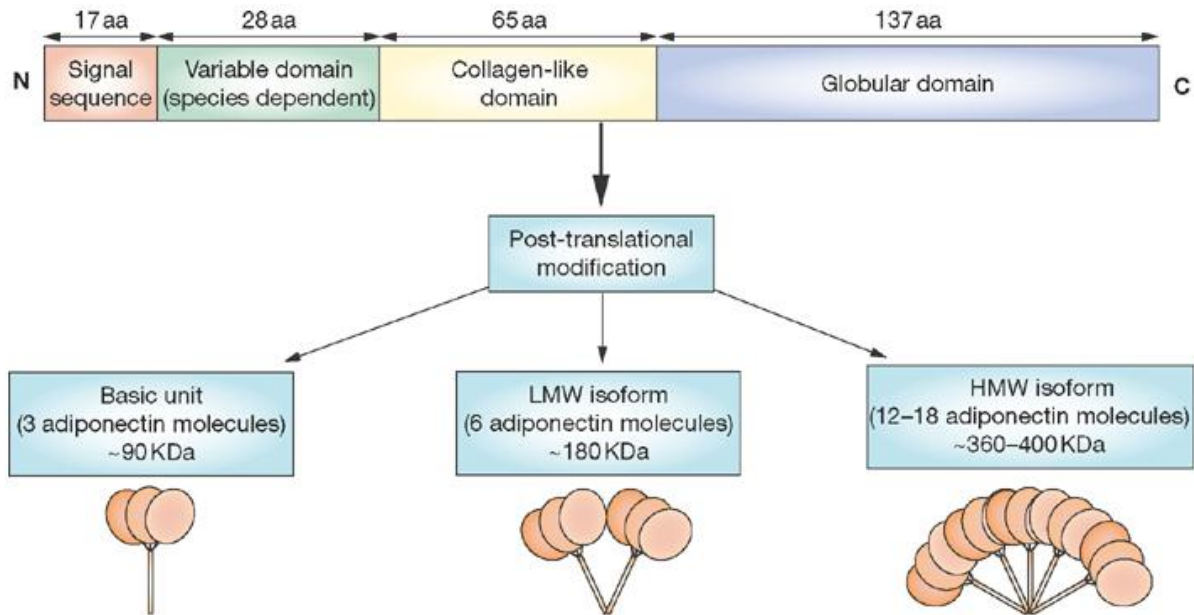 17aa 28aa 65aa 137aa
N
Signal
sequence
Variable domain
(species dependent)
Collagen-like
domain
Globular domain
C
Post-translational
modification
Basic unit
(3 adiponectin molecules)
~90KDa
LMW isoform
(6 adiponectin molecules)
~180KDa
HMW isoform
(12–18 adiponectin molecules)
~360–400KDa